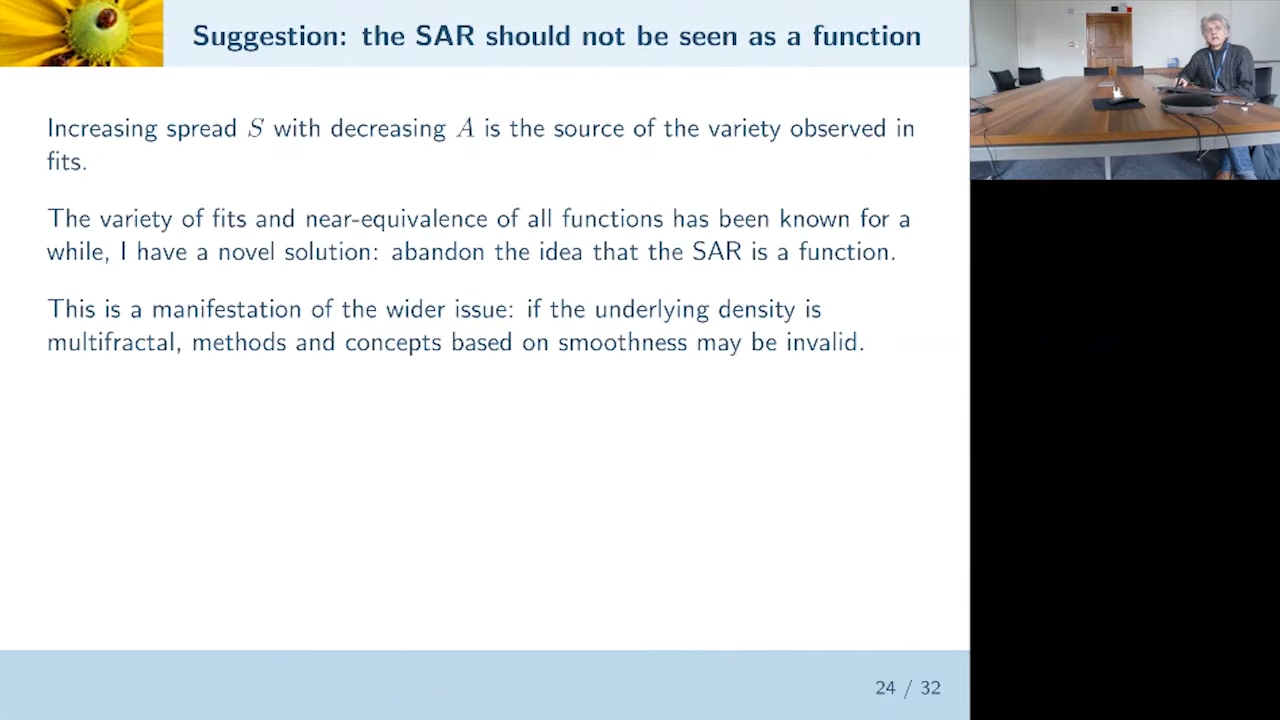 Suggestion: the SAR should not be seen as a function
Increasing spread S with decreasing A is the source of the variety observed in
fits.
The variety of fits and near-equivalence of all functions has been known for a
while, I have a novel solution: abandon the idea that the SAR is a function.
This is a manifestation of the wider issue: if the underlying density is
multifractal, methods and concepts based on smoothness may be invalid.
24 / 32